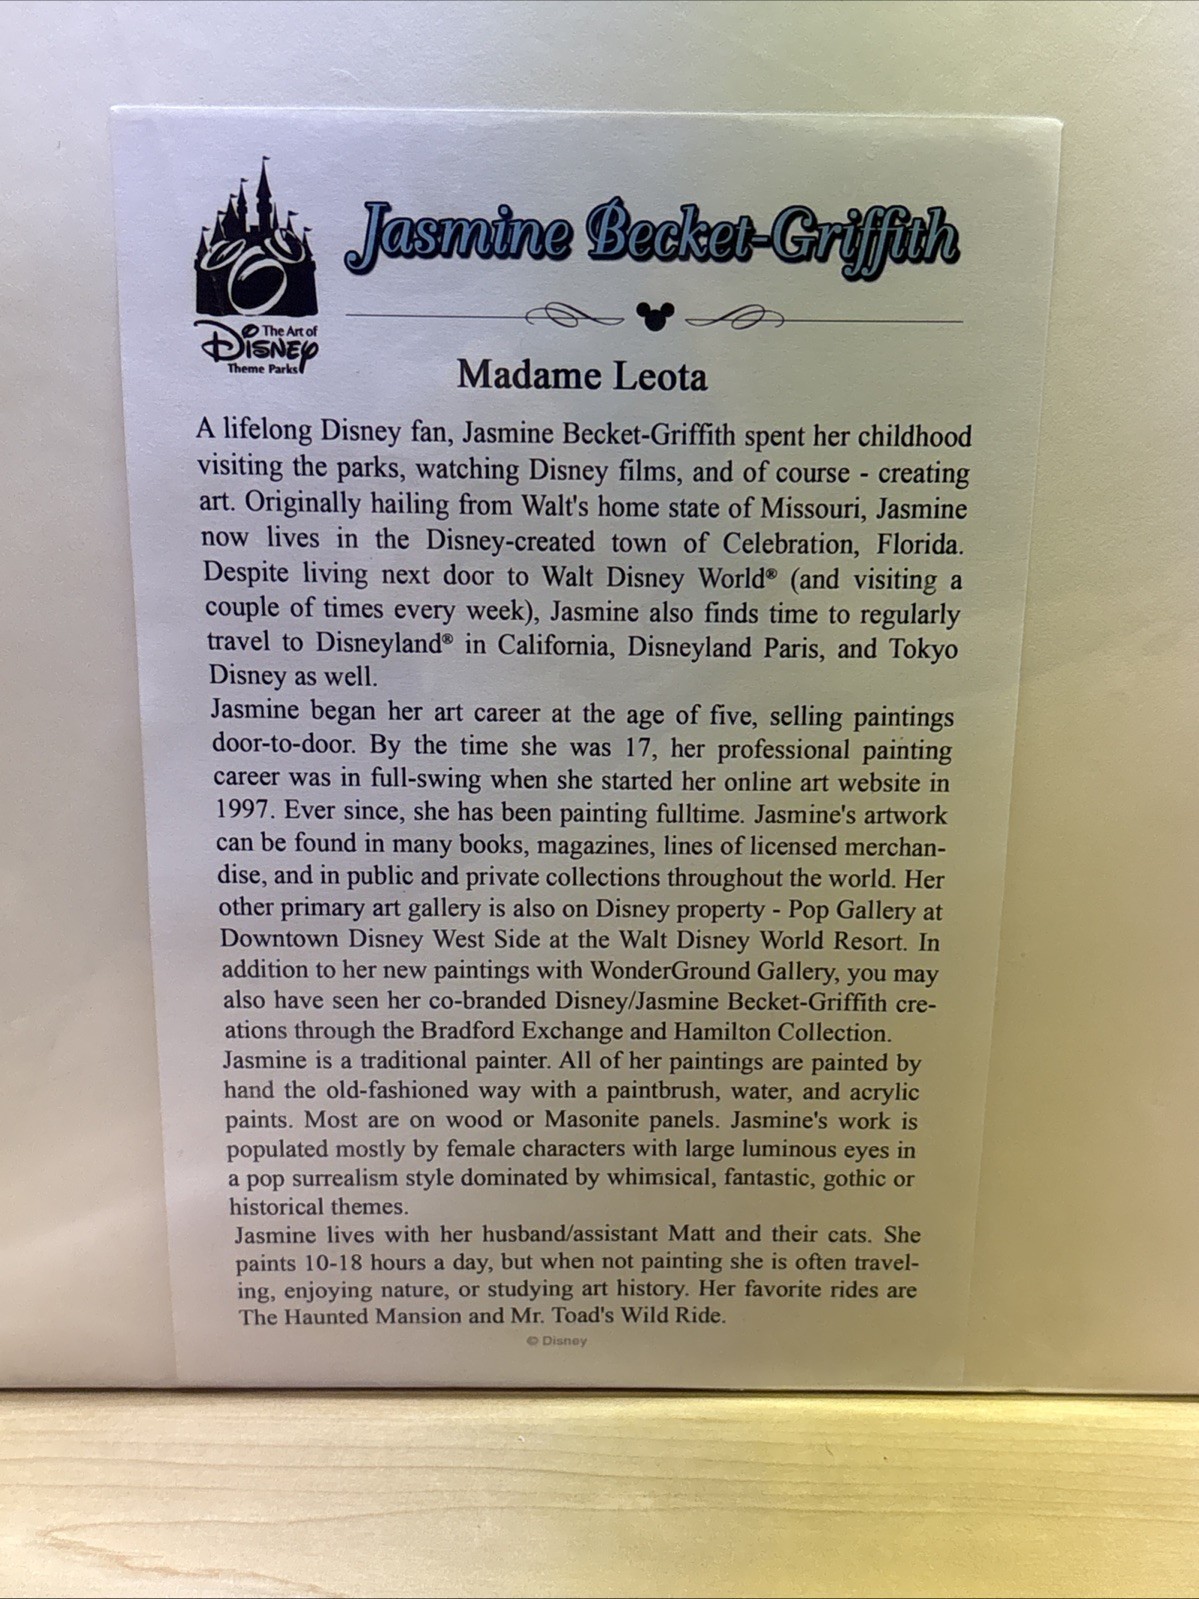 Jasmine Becket-Griffith
The Art of
Disney
Theme Parks
Madame Leota
A lifelong Disney fan, Jasmine Becket-Griffith spent her childhood
visiting the parks, watching Disney films, and of course - creating
art. Originally hailing from Walt's home state of Missouri, Jasmine
now lives in the Disney-created town of Celebration, Florida.
Despite living next door to Walt Disney World® (and visiting a
couple of times every week), Jasmine also finds time to regularly
travel to Disneyland® in California, Disneyland Paris, and Tokyo
Disney as well.
Jasmine began her art career at the age of five, selling paintings
door-to-door. By the time she was 17, her professional painting
career was in full-swing when she started her online art website in
1997. Ever since, she has been painting fulltime. Jasmine's artwork
can be found in many books, magazines, lines of licensed merchan-
dise, and in public and private collections throughout the world. Her
other primary art gallery is also on Disney property - Pop Gallery at
Downtown Disney West Side at the Walt Disney World Resort. In
addition to her new paintings with WonderGround Gallery, you may
also have seen her co-branded Disney/Jasmine Becket-Griffith cre-
ations through the Bradford Exchange and Hamilton Collection.
Jasmine is a traditional painter. All of her paintings are painted by
hand the old-fashioned way with a paintbrush, water, and acrylic
paints. Most are on wood or Masonite panels. Jasmine's work is
populated mostly by female characters with large luminous eyes in
a pop surrealism style dominated by whimsical, fantastic, gothic or
historical themes.
Jasmine lives with her husband/assistant Matt and their cats. She
paints 10-18 hours a day, but when not painting she is often travel-
ing, enjoying nature, or studying art history. Her favorite rides are
The Haunted Mansion and Mr. Toad's Wild Ride.
© Disney